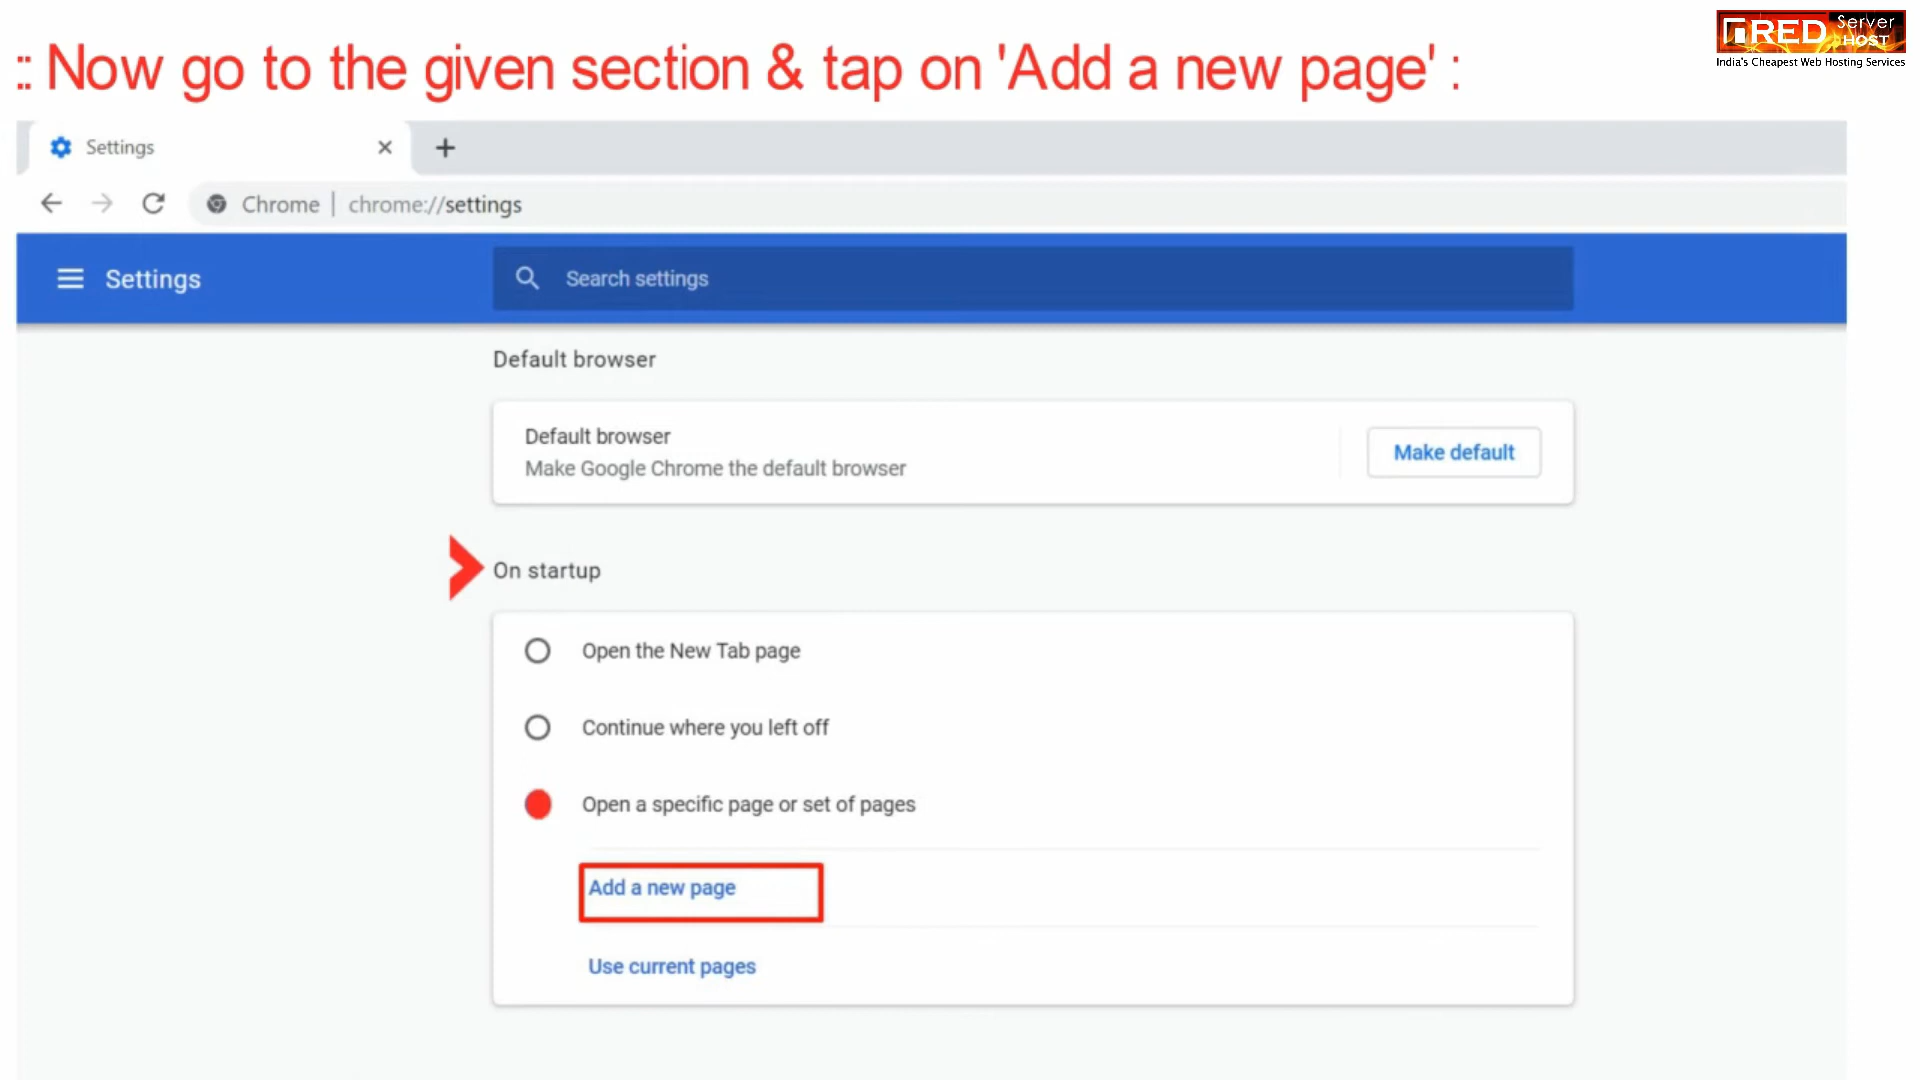 :: Now go to the given section & tap on 'Add a new page' :
RED Server HOST
India's Cheapest Web Hosting Services
Settings
Chrome | chrome://settings
Settings
Search settings
Default browser
Default browser
Make Google Chrome the default browser
Make default
On startup
Open the New Tab page
Continue where you left off
Open a specific page or set of pages
Add a new page
Use current pages